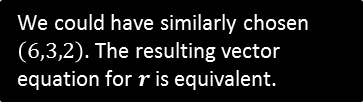 We could have similarly chosen
(6,3,2). The resulting vector
equation for r is equivalent.